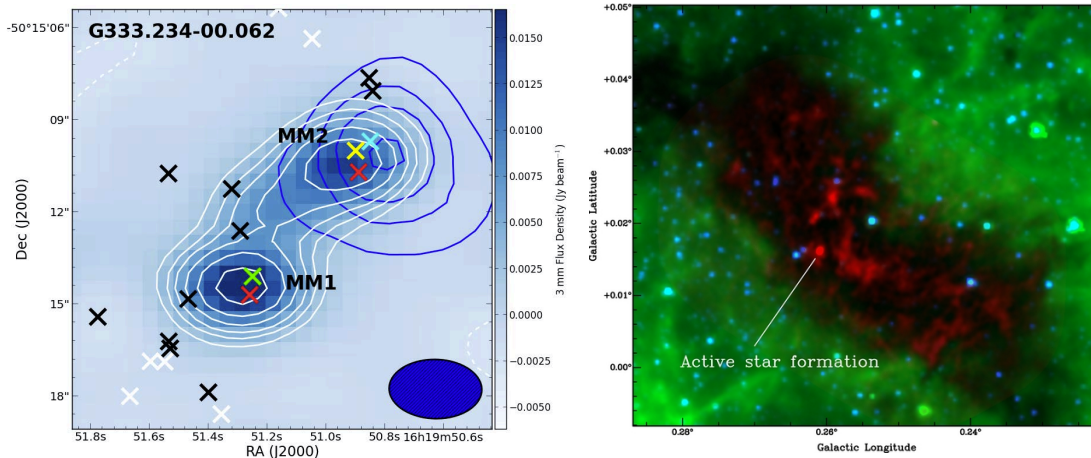 G333.234-00.062
-50°15'06"
09"
12"
15"
18"
Dec (J2000)
MM2
MM1
51.8s
51.6s
51.4s
51.2s
51.0s
50.8s
16h19m50.6s
RA (J2000)
0.0150
0.0125
0.0100
0.0075
0.0050
0.0025
0.0000
−0.0025
−0.0050
3 mm Flux Density (Jy beam⁻¹)
+0.05°
+0.04°
+0.03°
+0.02°
+0.01°
0.00°
Galactic Latitude
Active star formation
0.28°
0.26°
0.24°
Galactic Longitude